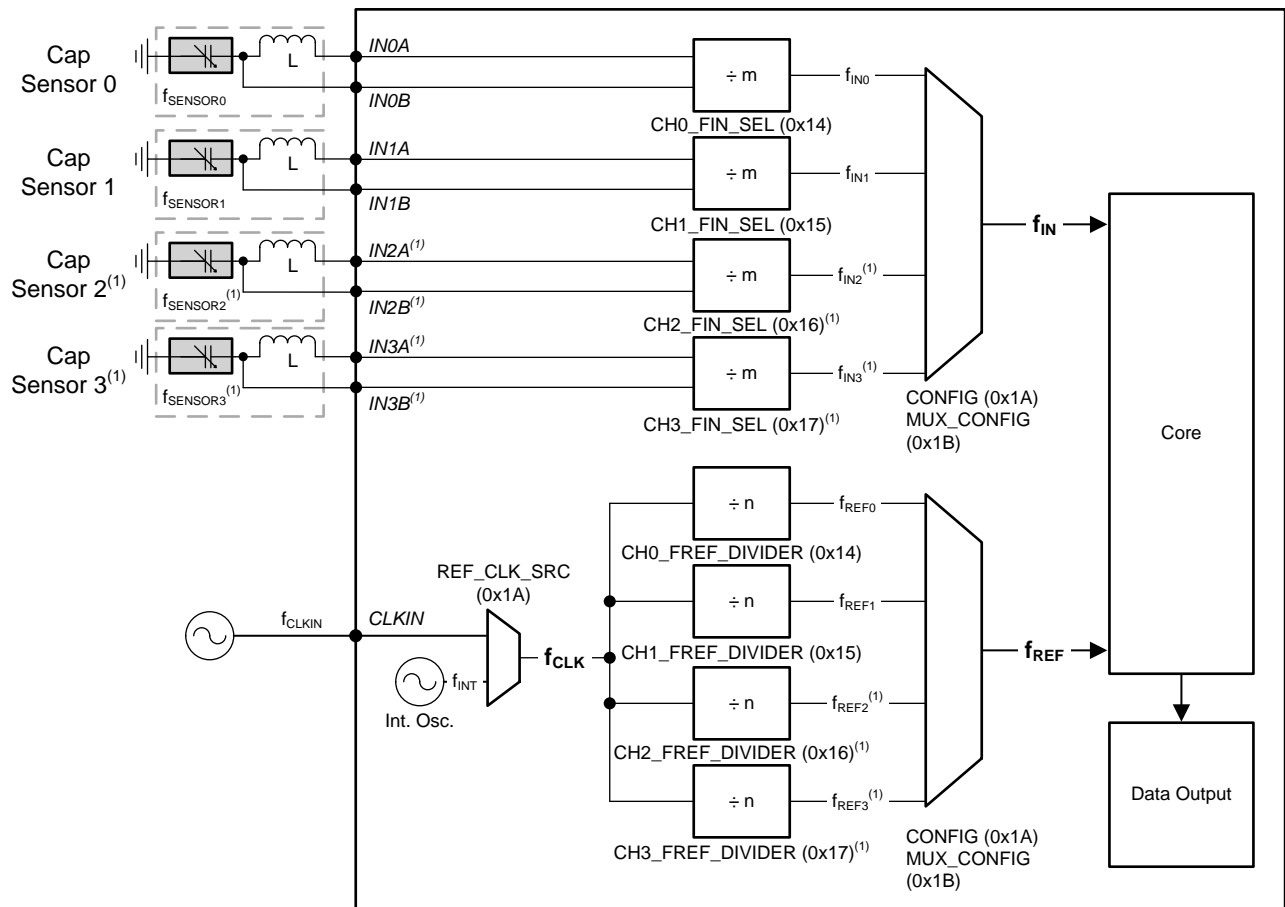 Cap
Sensor 0
L
fSENSOR0
IN0A
IN0B
÷ m
fIN0
CH0_FIN_SEL (0x14)
Cap
Sensor 1
L
fSENSOR1
IN1A
IN1B
÷ m
fIN1
CH1_FIN_SEL (0x15)
Cap
Sensor 2(1)
L
fSENSOR2(1)
IN2A(1)
IN2B(1)
÷ m
fIN2(1)
CH2_FIN_SEL (0x16)(1)
Cap
Sensor 3(1)
L
fSENSOR3(1)
IN3A(1)
IN3B(1)
÷ m
fIN3(1)
CH3_FIN_SEL (0x17)(1)
CONFIG (0x1A)
MUX_CONFIG
(0x1B)
fIN
Core
fCLKIN
CLKIN
REF_CLK_SRC
(0x1A)
fINT
Int. Osc.
fCLK
÷ n
fREF0
CH0_FREF_DIVIDER (0x14)
÷ n
fREF1
CH1_FREF_DIVIDER (0x15)
÷ n
fREF2(1)
CH2_FREF_DIVIDER (0x16)(1)
÷ n
fREF3(1)
CH3_FREF_DIVIDER (0x17)(1)
CONFIG (0x1A)
MUX_CONFIG
(0x1B)
fREF
Data Output